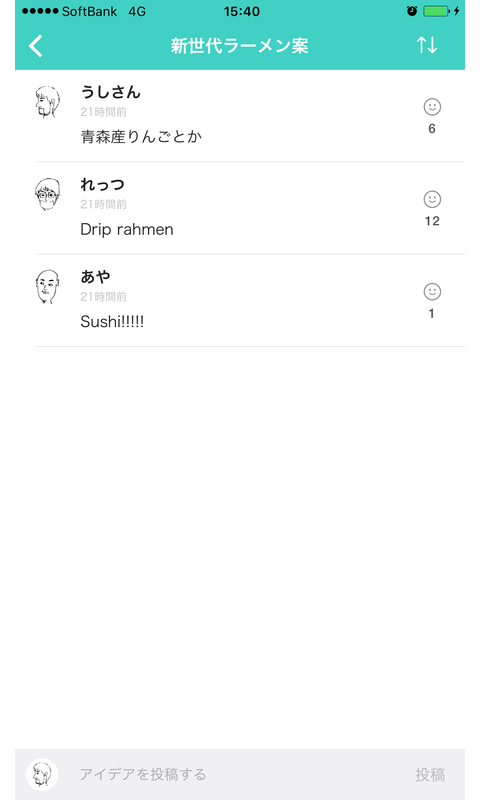 SoftBank 4G 15:40
新世代ラーメン案
うしさん
21時間前
青森産りんごとか
6
れっつ
21時間前
Drip rahmen
12
あや
21時間前
Sushi!!!!!
1
アイデアを投稿する 投稿